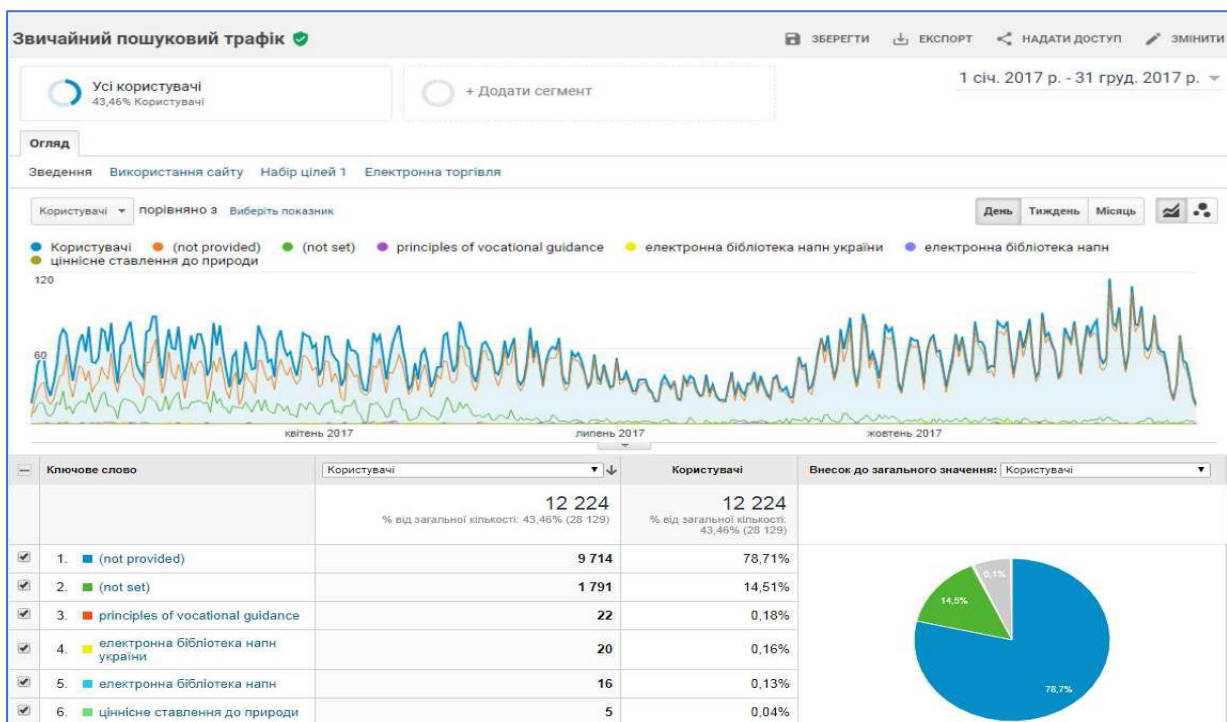 Звичайний пошуковий трафік
ЗБЕРЕГТИ ЕКСПОРТ НАДАТИ ДОСТУП ЗМІНИТИ
Усі користувачі
43,46% Користувачі
+ Додати сегмент
1 січ. 2017 р. - 31 груд. 2017 р.
Огляд
Зведення Використання сайту Набір цілей 1 Електронна торгівля
Користувачі порівняно з Виберіть показник
День Тиждень Місяць
Користувачі (not provided) (not set) principles of vocational guidance електронна бібліотека напн україни електронна бібліотека напн
ціннісне ставлення до природи
120
60
квітень 2017 липень 2017 жовтень 2017
Ключове слово Користувачі Користувачі Внесок до загального значення: Користувачі
12 224 12 224
% від загальної кількості: 43,46% (28 129) % від загальної кількості:
43,46% (28 129)
1. (not provided) 9 714 78,71%
2. (not set) 1 791 14,51%
3. principles of vocational guidance 22 0,18%
4. електронна бібліотека напн
україни 20 0,16%
5. електронна бібліотека напн 16 0,13%
6. ціннісне ставлення до природи 5 0,04%
0,1%
14,5%
78,7%